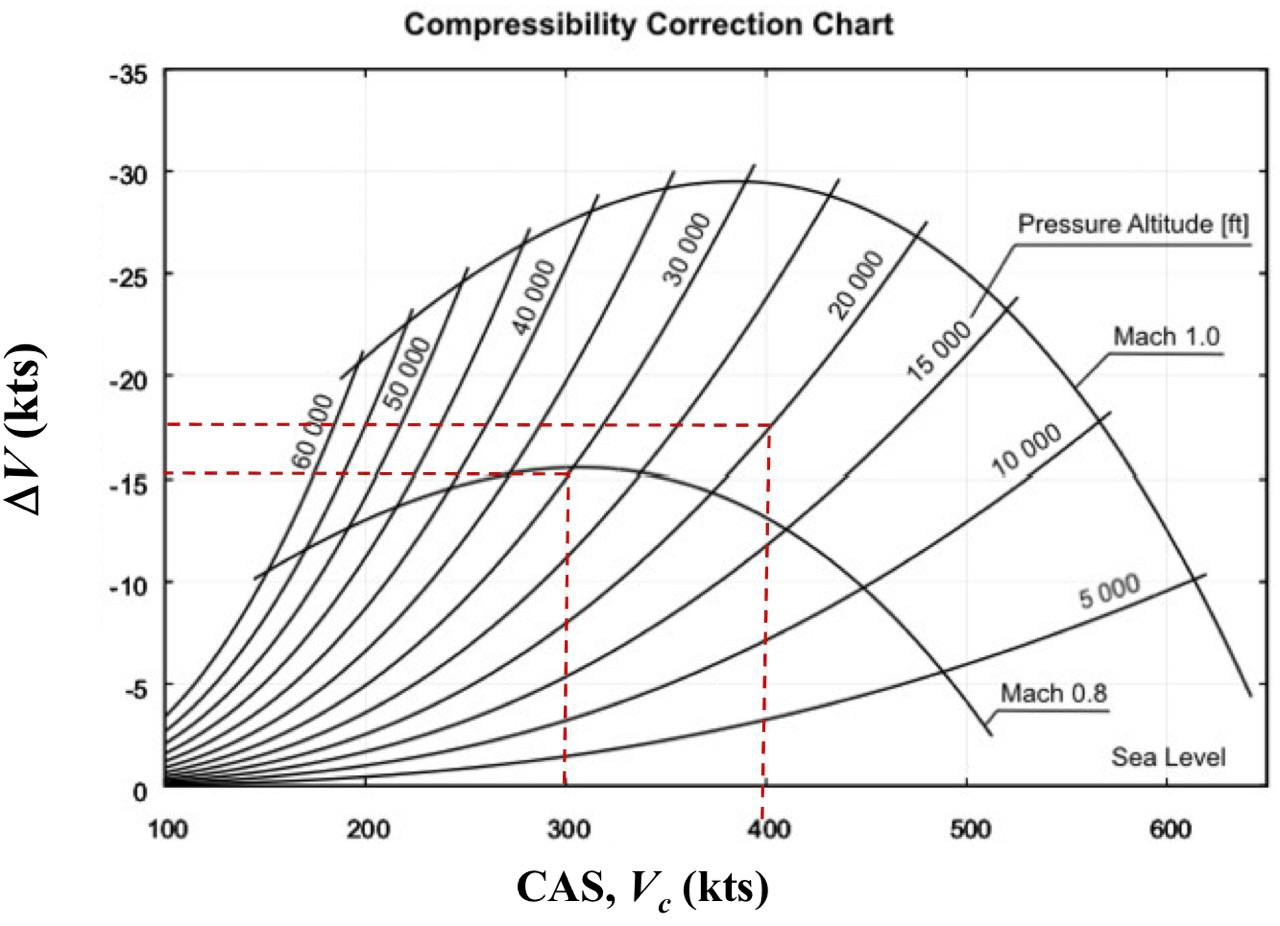 Compressibility Correction Chart
-35
-30
-25
-20
-15
-10
-5
0
ΔV (kts)
60 000
50 000
40 000
30 000
20 000
15 000
10 000
5 000
Pressure Altitude [ft]
Mach 1.0
Mach 0.8
Sea Level
100 200 300 400 500 600
CAS, Vc (kts)